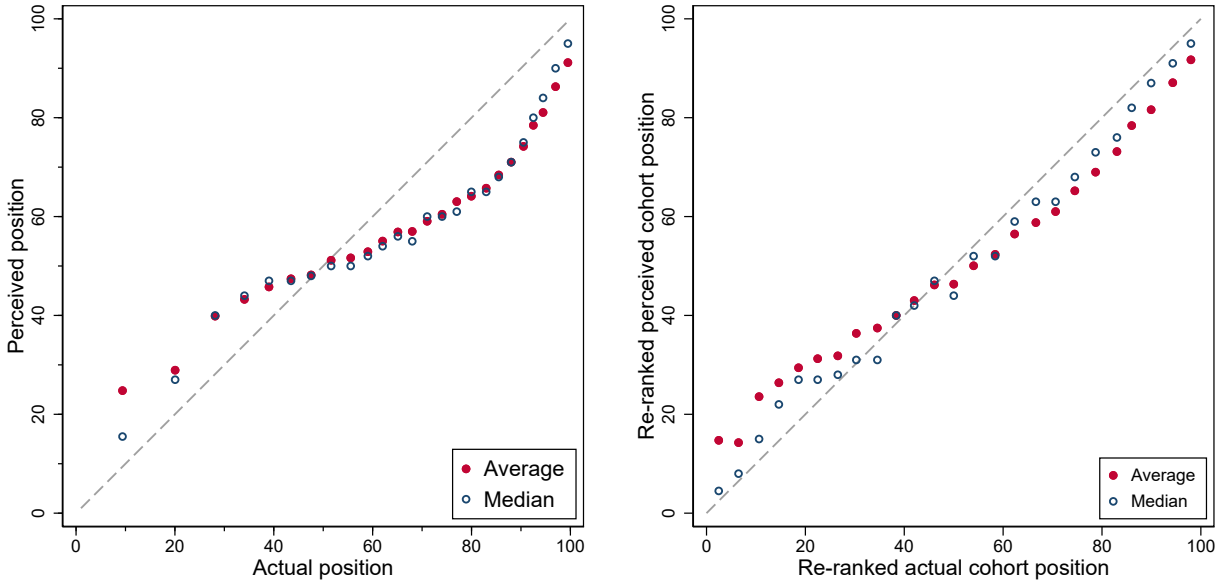 100
80
60
40
20
0
Perceived position
0 20 40 60 80 100
Actual position
Average
Median
100
80
60
40
20
0
Re-ranked perceived cohort position
0 20 40 60 80 100
Re-ranked actual cohort position
Average
Median